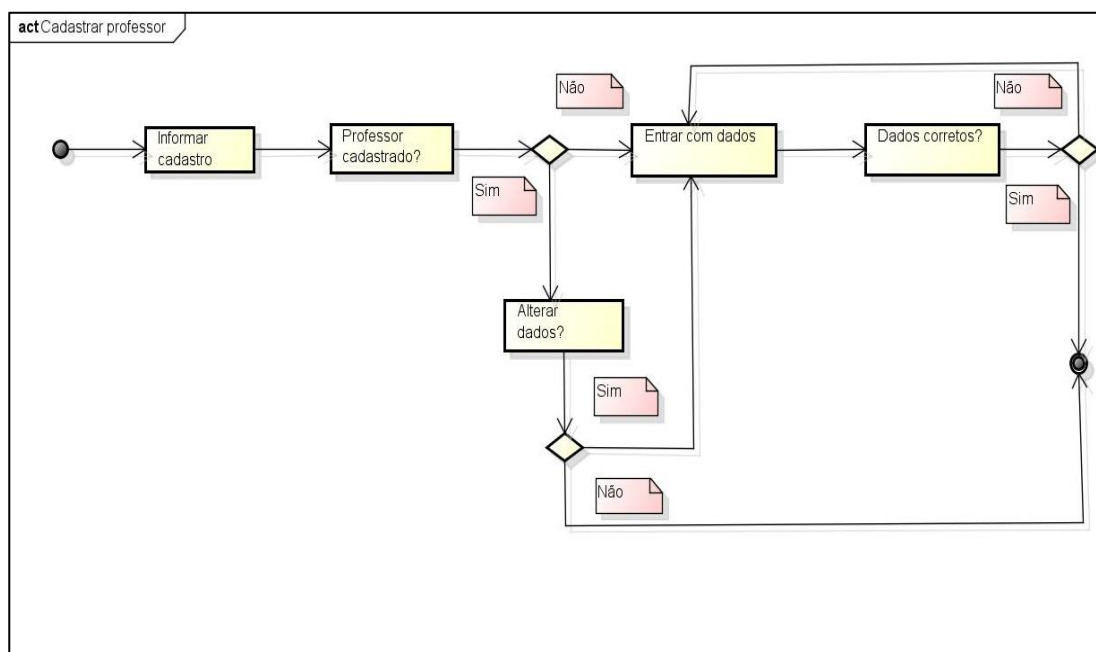 act Cadastrar professor
Não
Não
Informar
cadastro
Professor
cadastrado?
Entrar com dados
Dados corretos?
Sim
Sim
Alterar
dados?
Sim
Não